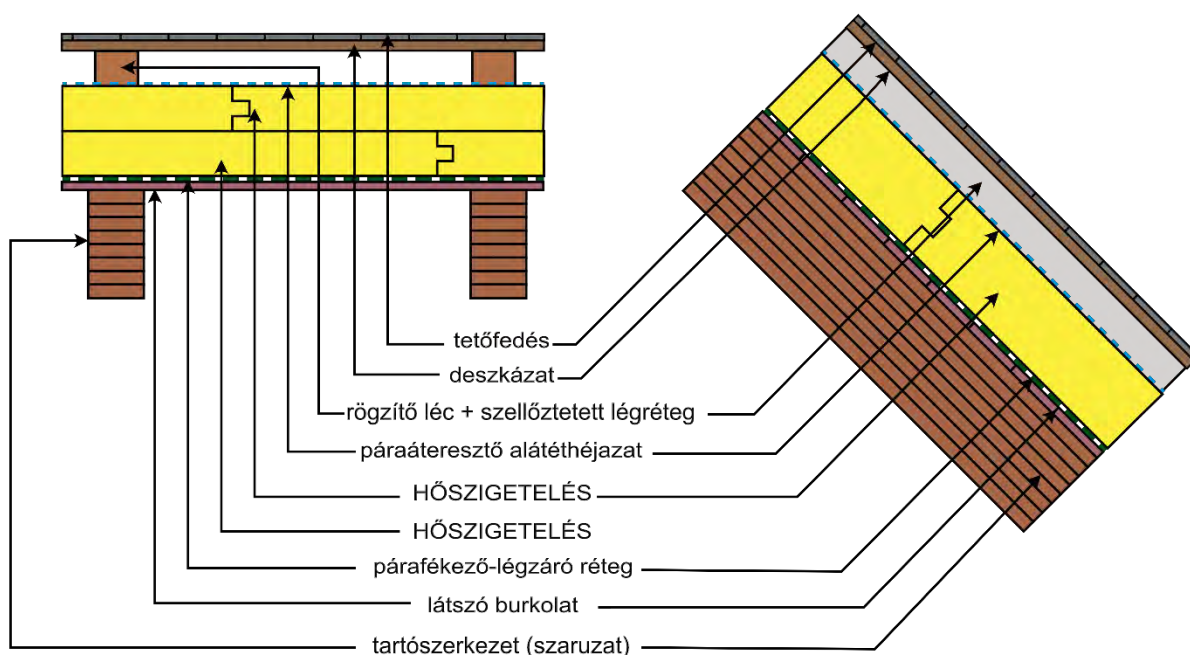 tetőfedés
deszkázat
rögzítő léc + szellőztetett légréteg
páraáteresztő alátéthéjazat
HŐSZIGETELÉS
HŐSZIGETELÉS
párafékező-légzáró réteg
látszó burkolat
tartószerkezet (szaruzat)